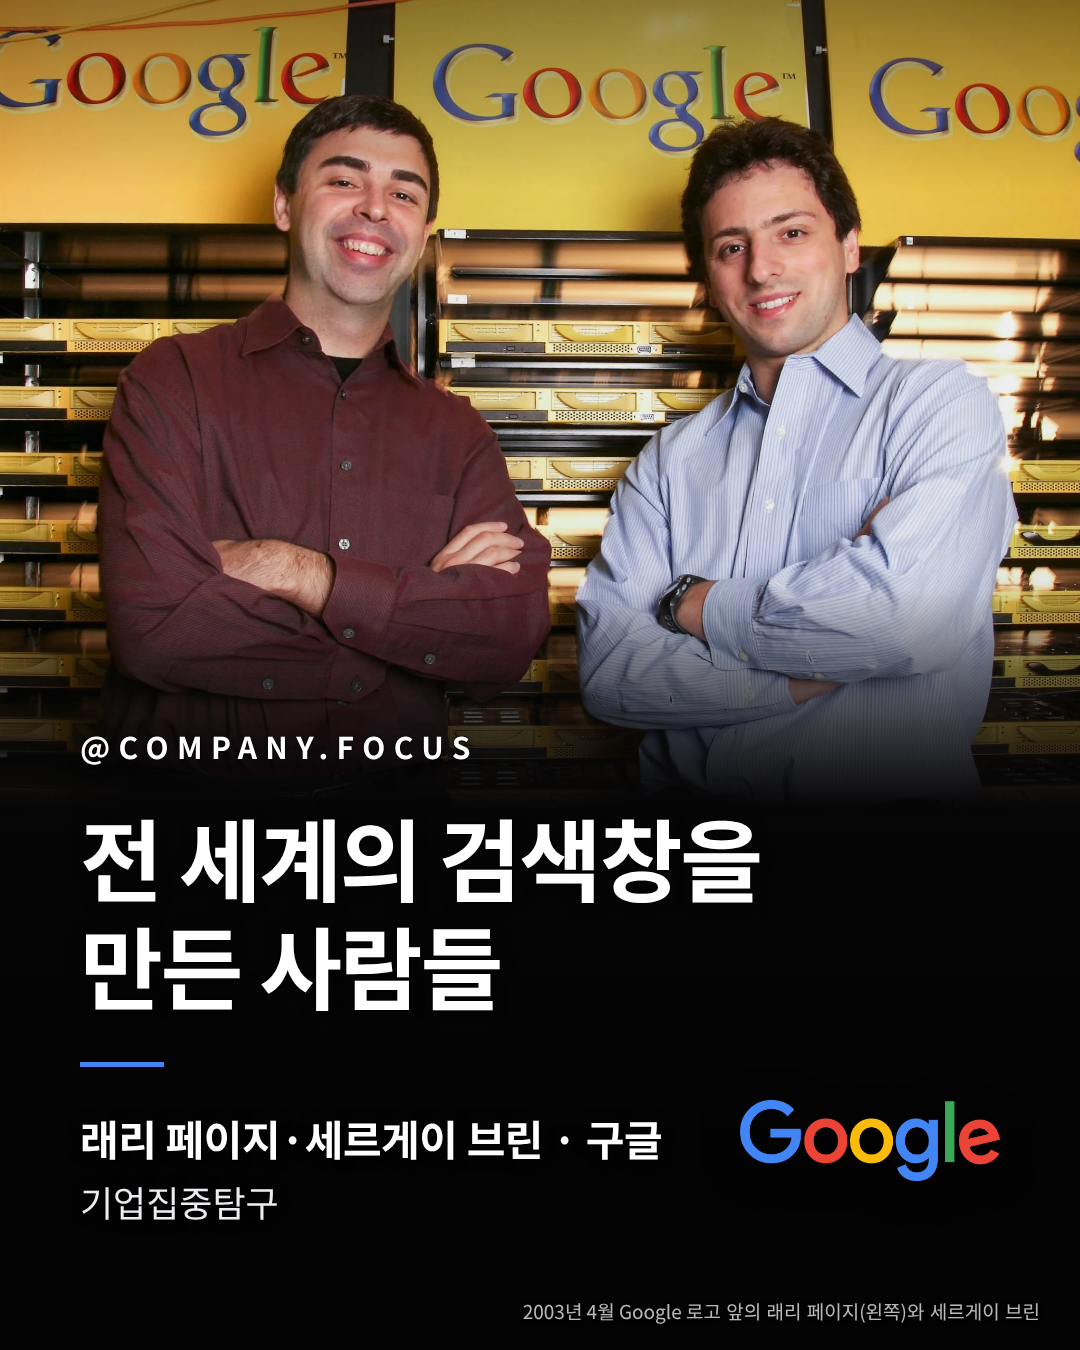 Google™ Google™ Goog
@COMPANY.FOCUS
전 세계의 검색창을
만든 사람들
래리 페이지·세르게이 브린 · 구글
Google
기업집중탐구
2003년 4월 Google 로고 앞의 래리 페이지(왼쪽)와 세르게이 브린